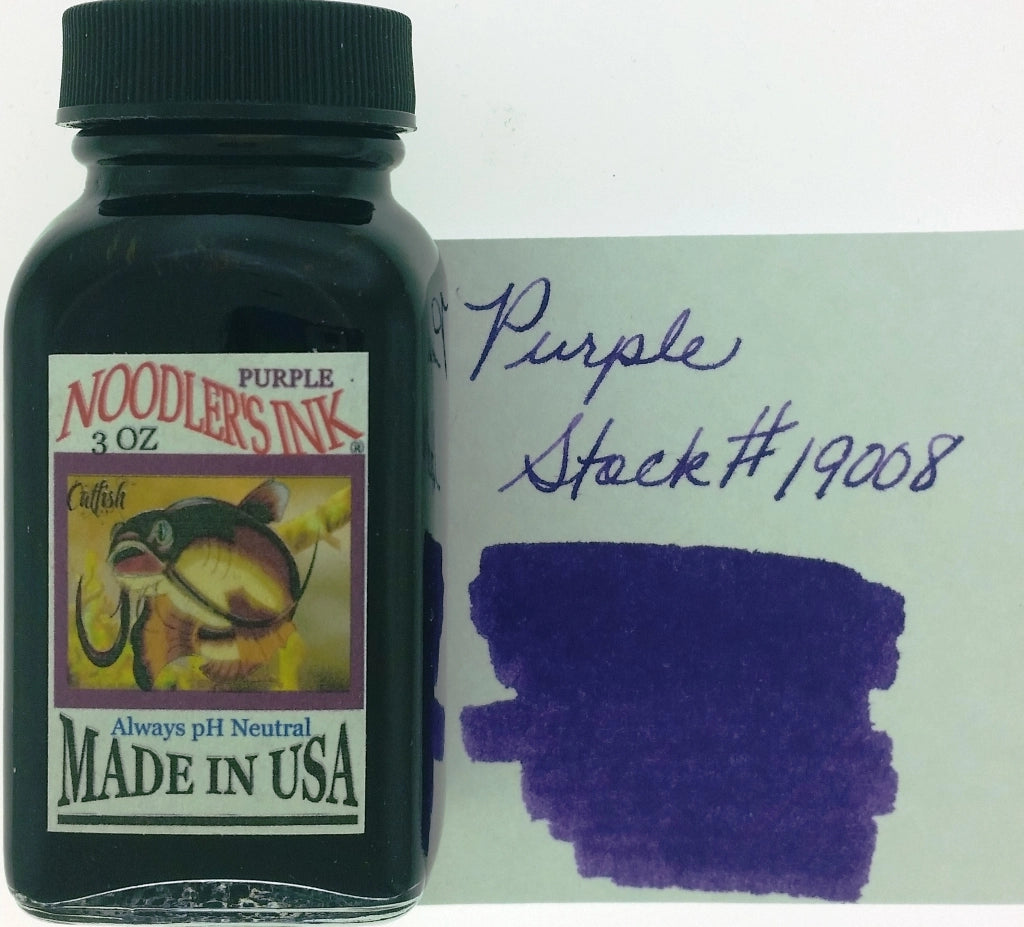 PURPLE
NOODLER'S INK®
3 OZ
Catfish
Always pH Neutral
MADE IN USA
Purple
Stock # 19008